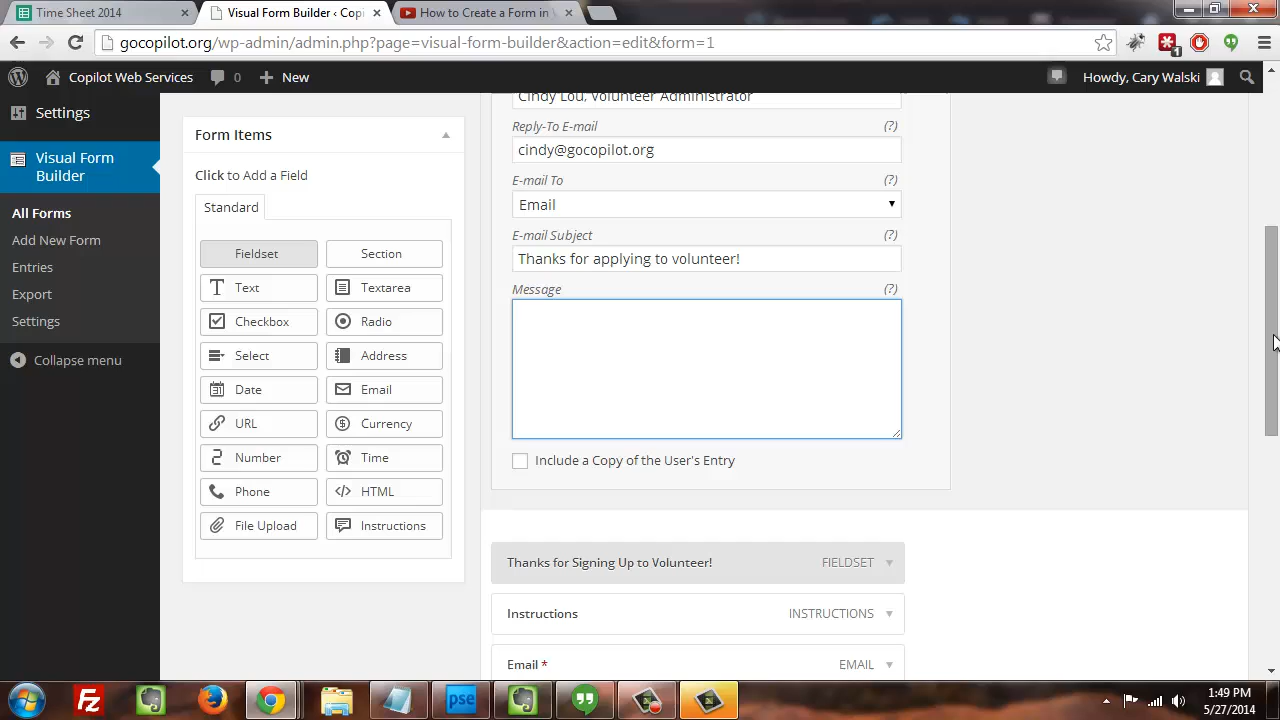 Time Sheet 2014
Visual Form Builder ‹ Copi
How to Create a Form in
gocopilot.org/wp-admin/admin.php?page=visual-form-builder&action=edit&form=1
Copilot Web Services
0
New
Howdy, Cary Walski
Settings
Visual Form
Builder
All Forms
Add New Form
Entries
Export
Settings
Collapse menu
Form Items
Click to Add a Field
Standard
Fieldset
Section
Text
Textarea
Checkbox
Radio
Select
Address
Date
Email
URL
Currency
Number
Time
Phone
HTML
File Upload
Instructions
Cindy Lou, Volunteer Administrator
Reply-To E-mail (?)
cindy@gocopilot.org
E-mail To (?)
Email
E-mail Subject (?)
Thanks for applying to volunteer!
Message (?)
Include a Copy of the User's Entry
Thanks for Signing Up to Volunteer! FIELDSET
Instructions INSTRUCTIONS
Email * EMAIL
pse
1:49 PM
5/27/2014